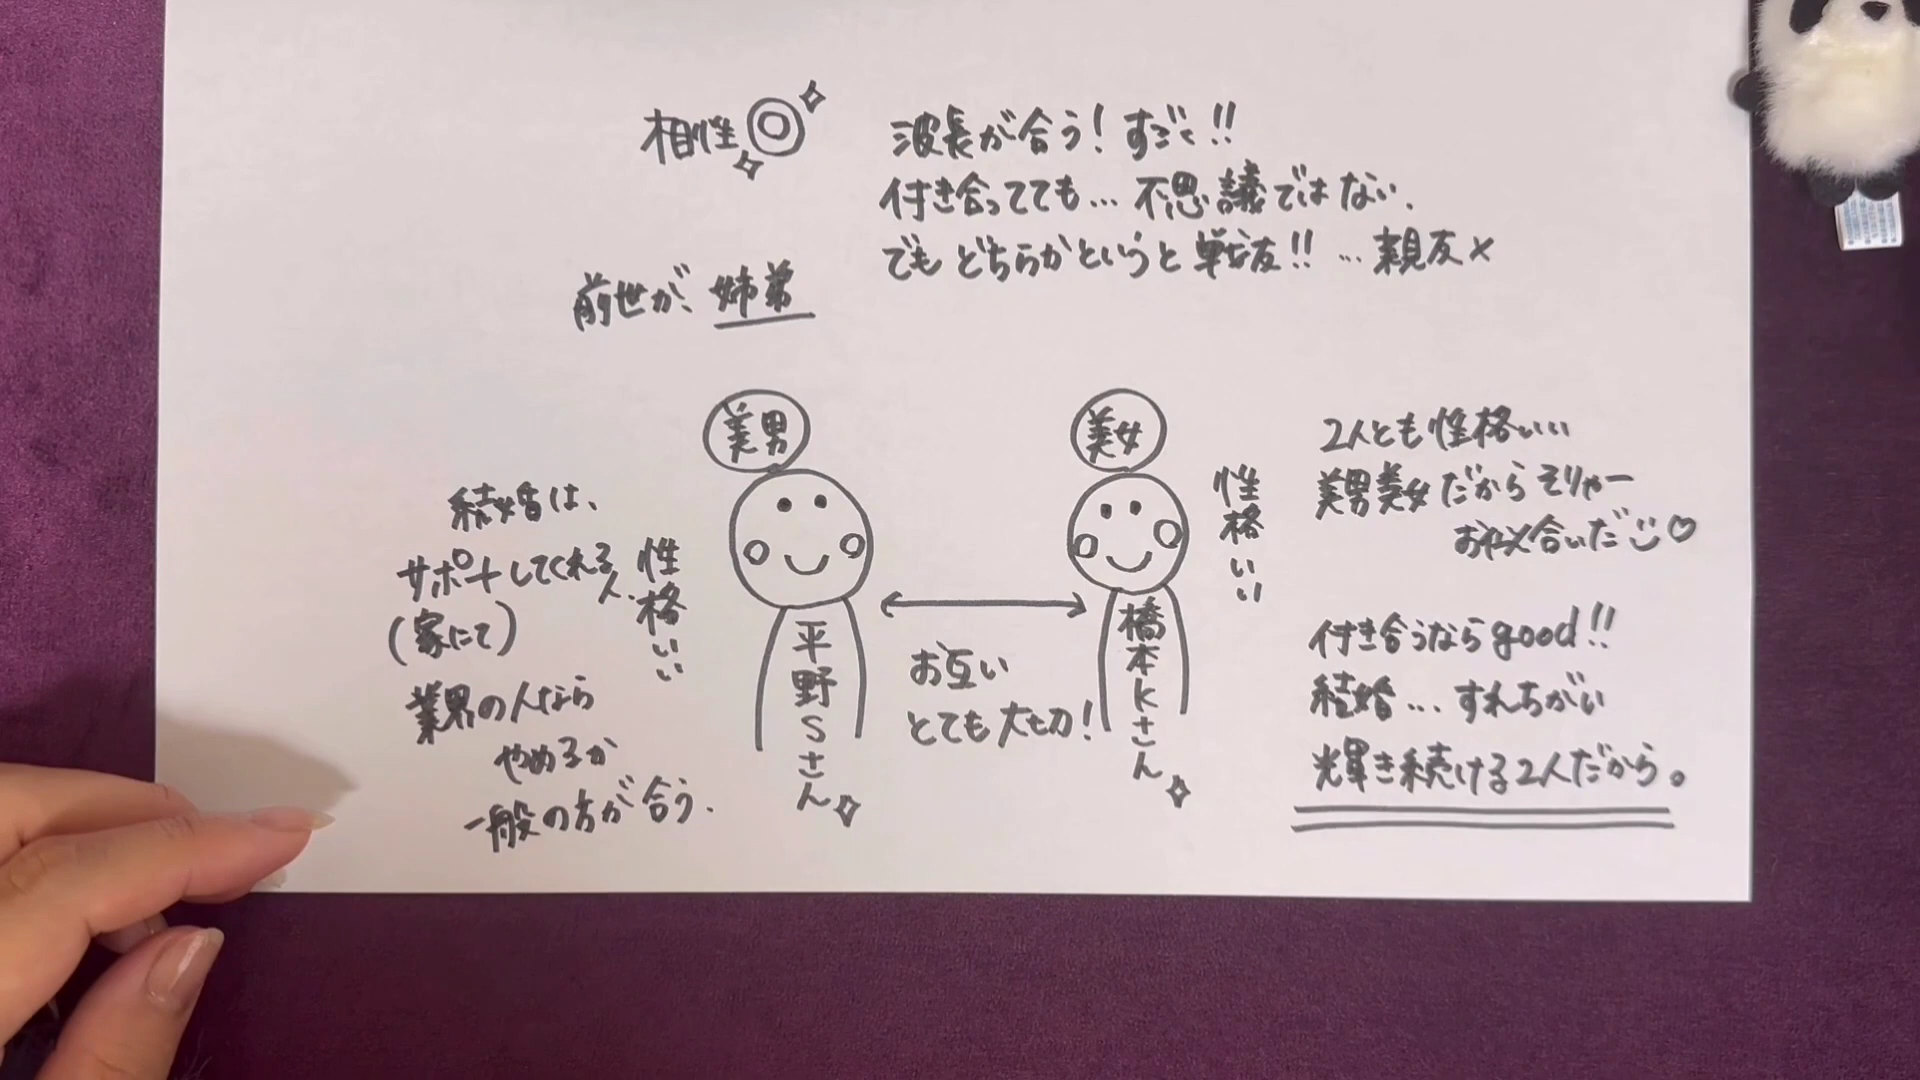 相性◎
波長が合う！すごく!!
付き合ってても…不思議ではない.
でもどちらかというと戦友!! …親友×
前世が、姉弟
美男
美女
結婚は、
サポートしてくれる人.
(家にて)
業界の人なら
やめるか
一般の方が合う.
性格いい
平野Sさん
お互い
とても大切!
橋本Kさん
性格いい
2人とも性格いい
美男美女だからそりゃー
お似合いだ♡
付き合うならgood!!
結婚…すれちがい
輝き続ける2人だから。